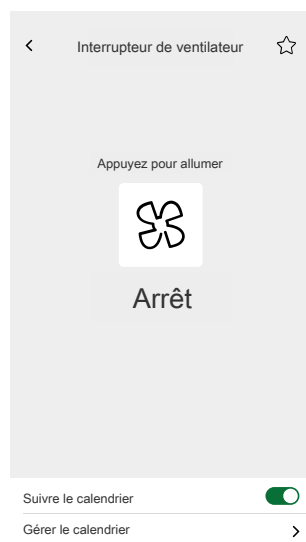 Interrupteur de ventilateur
Appuyez pour allumer
Arrêt
Suivre le calendrier
Gérer le calendrier